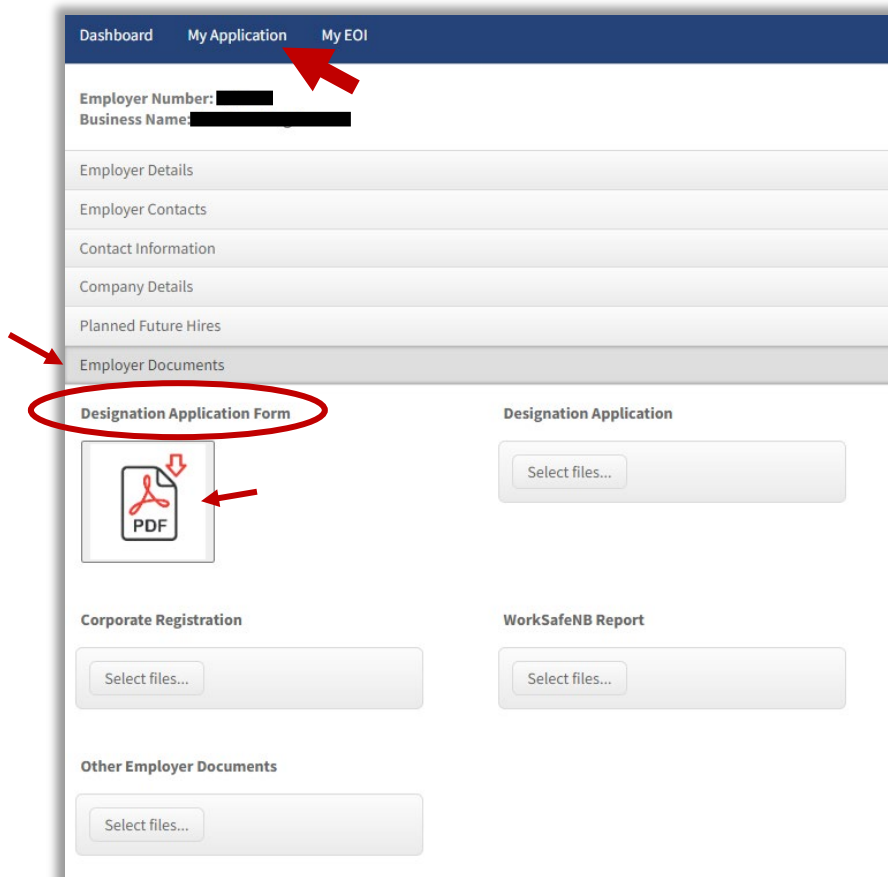 Dashboard My Application My EOI
Employer Number:
Business Name:
Employer Details
Employer Contacts
Contact Information
Company Details
Planned Future Hires
Employer Documents
Designation Application Form Designation Application
Select files...
PDF
Corporate Registration WorkSafeNB Report
Select files... Select files...
Other Employer Documents
Select files...